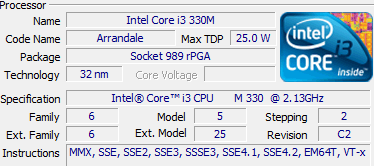 Processor
Name Intel Core i3 330M
Code Name Arrandale Max TDP 25.0 W
Package Socket 989 rPGA
Technology 32 nm Core Voltage
intel i3
CORE inside™
Specification Intel® Core™ i3 CPU M 330 @ 2.13GHz
Family 6 Model 5 Stepping 2
Ext. Family 6 Ext. Model 25 Revision C2
Instructions MMX, SSE, SSE2, SSE3, SSSE3, SSE4.1, SSE4.2, EM64T, VT-x